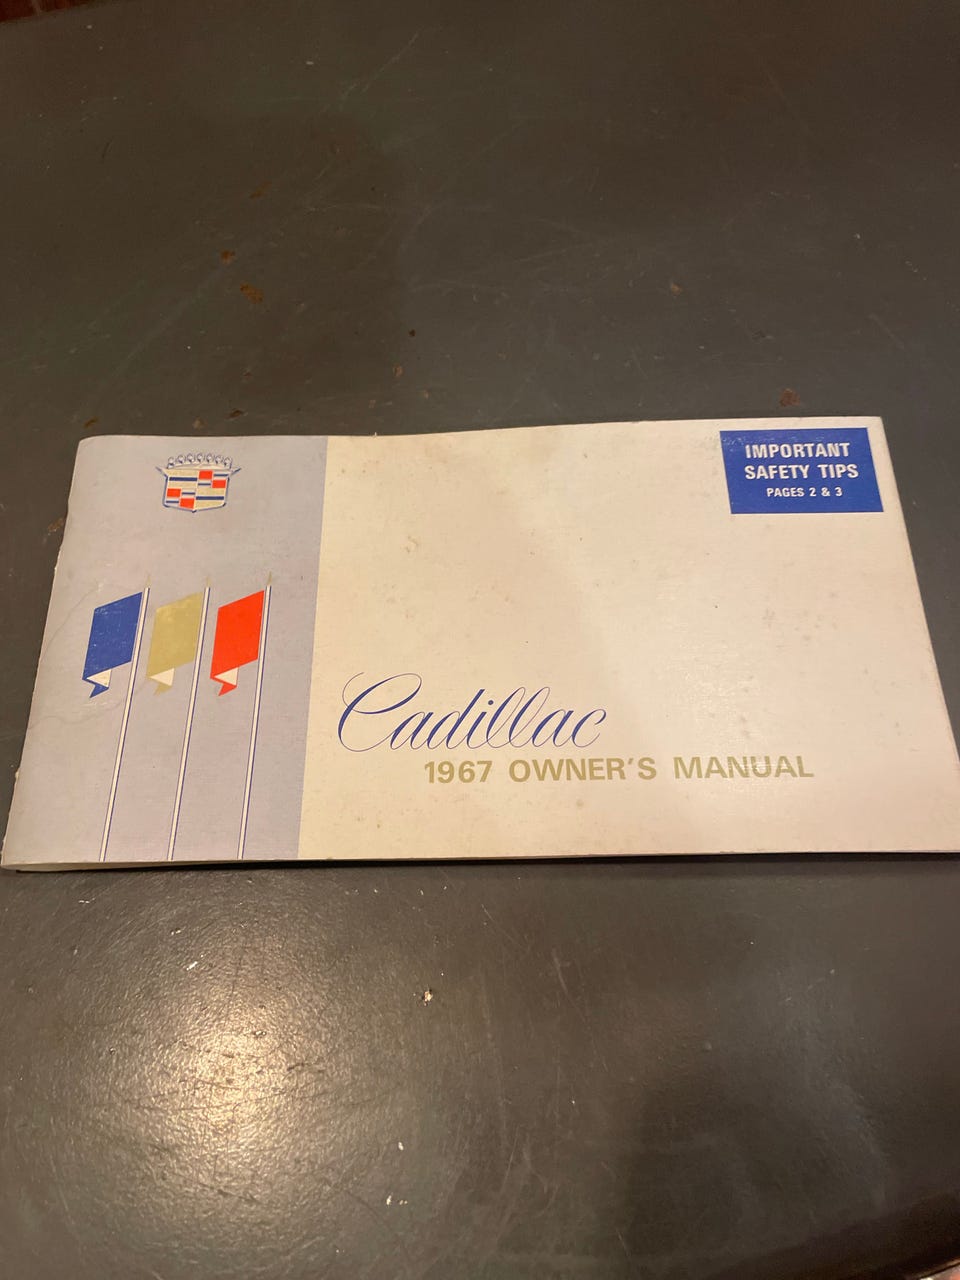 IMPORTANT
SAFETY TIPS
PAGES 2 & 3
Cadillac
1967 OWNER'S MANUAL